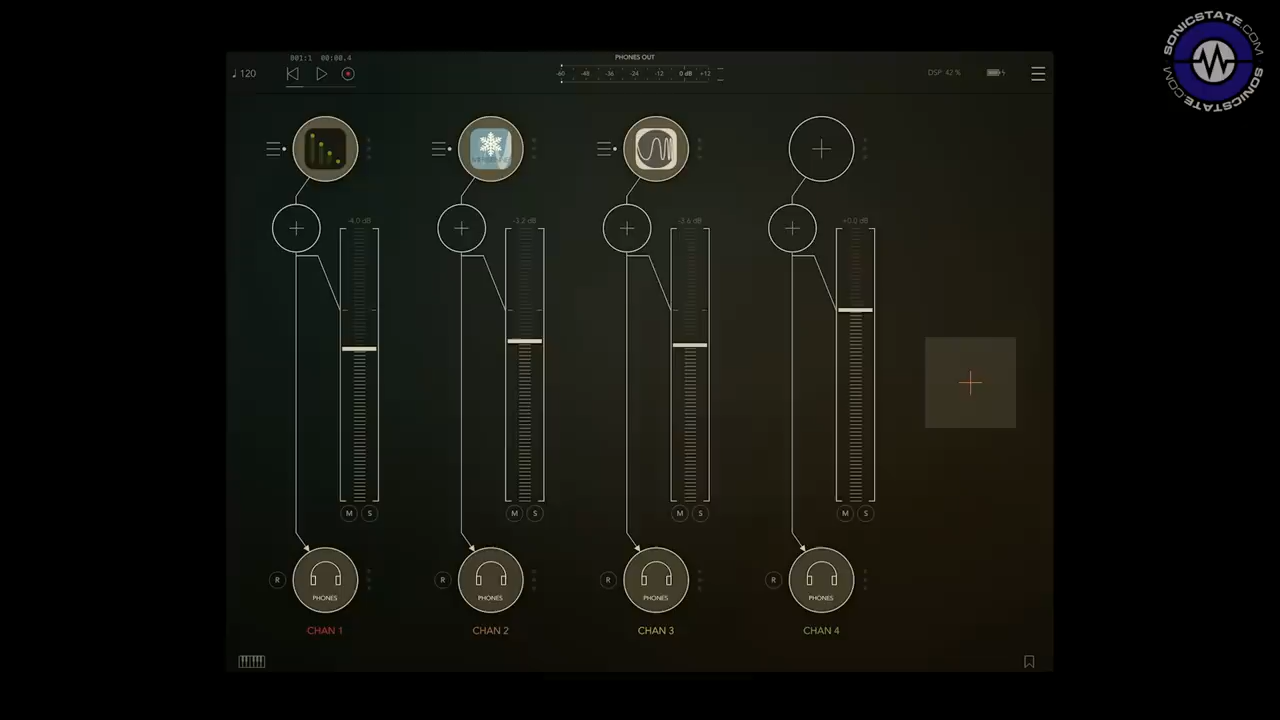 001:1 00:00.4
♩ 120
PHONES OUT
-60 -48 -36 -24 -12 0 dB +12
DSP: 42 %
SONICSTATE.COM SONICSTATE.COM
-4.0 dB
-3.2 dB
-3.6 dB
+0.0 dB
M S
M S
M S
M S
R
PHONES
R
PHONES
R
PHONES
R
PHONES
CHAN 1
CHAN 2
CHAN 3
CHAN 4